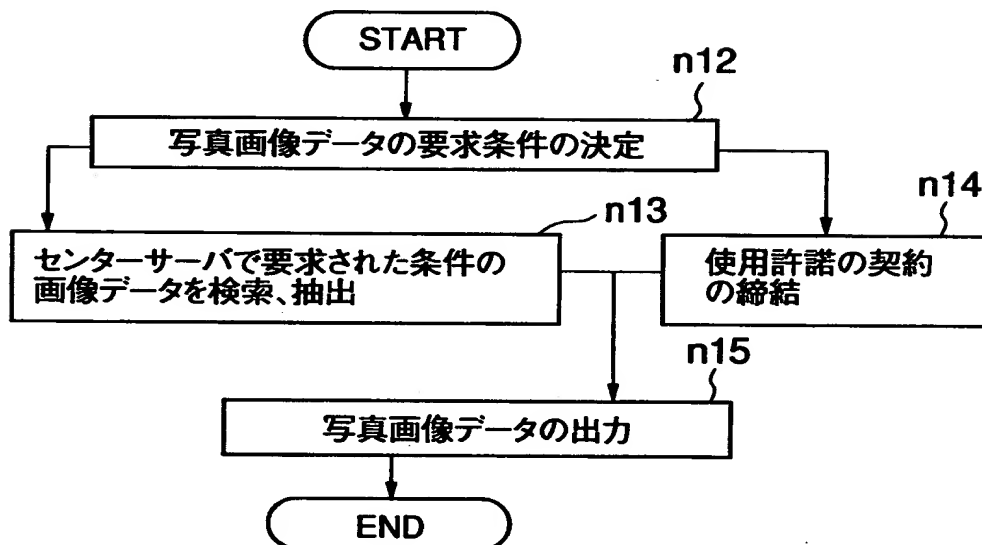 START
n12
写真画像データの要求条件の決定
n13
n14
センターサーバで要求された条件の
画像データを検索、抽出
使用許諾の契約
の締結
n15
写真画像データの出力
END